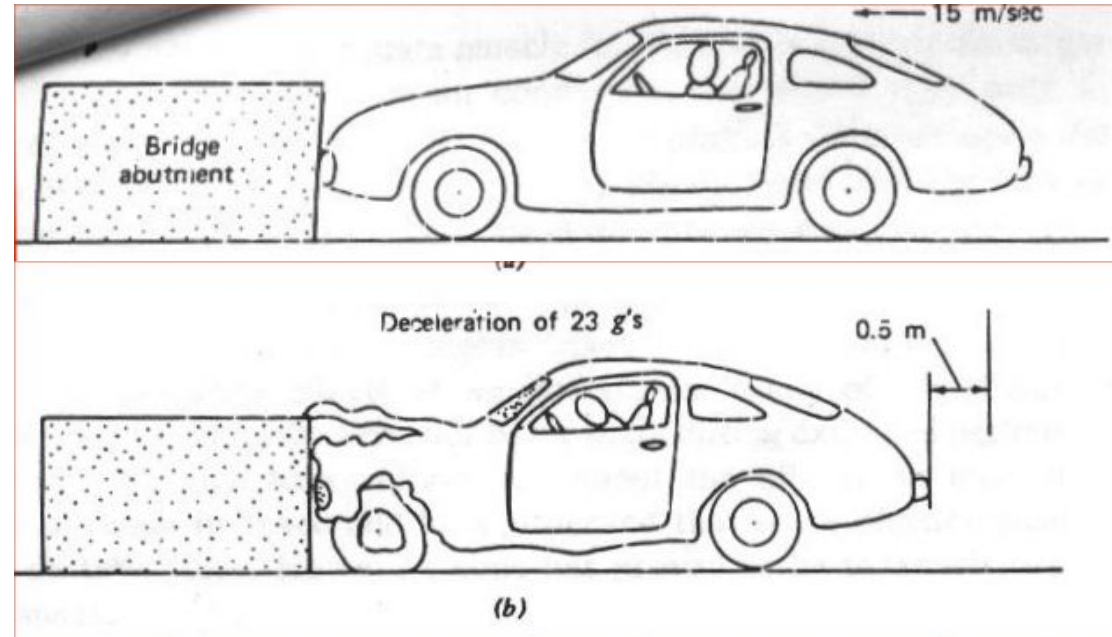 15 m/sec
Bridge
abutment
(a)
Deceleration of 23 g's
0.5 m
(b)